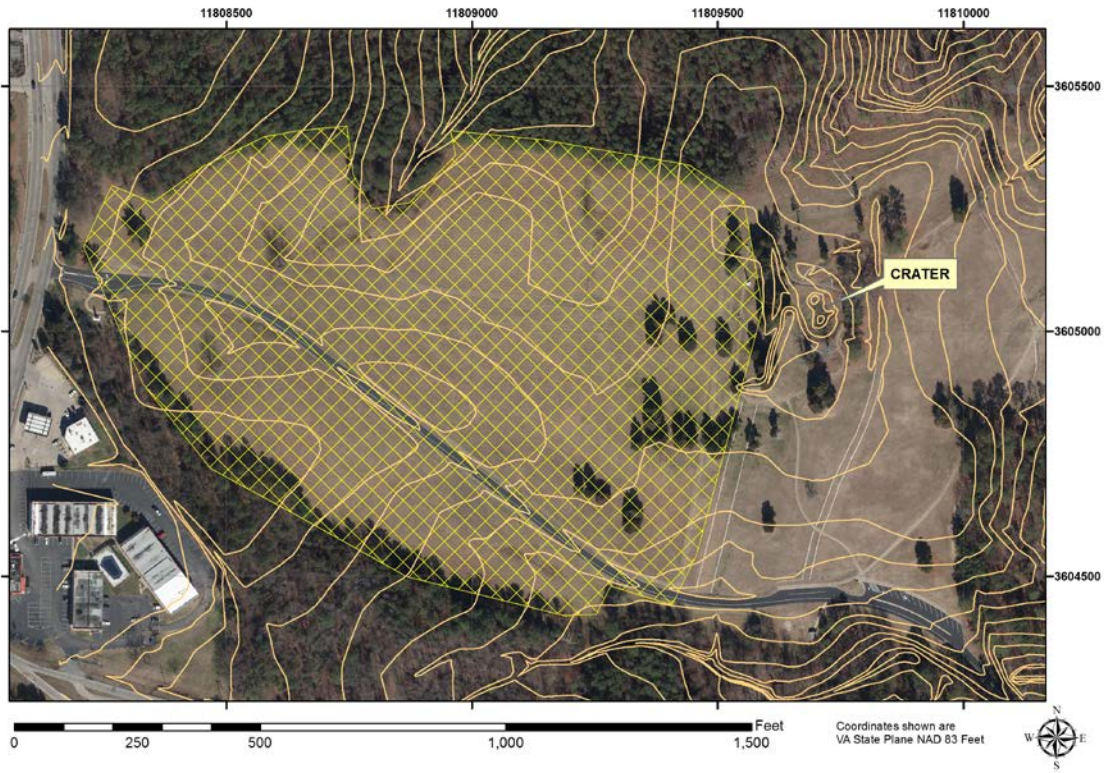 11808500 11809000 11809500 11810000
3605500
CRATER
3605000
3604500
Feet
0 250 500 1,000 1,500
Coordinates shown are
VA State Plane NAD 83 Feet
N
W E
S